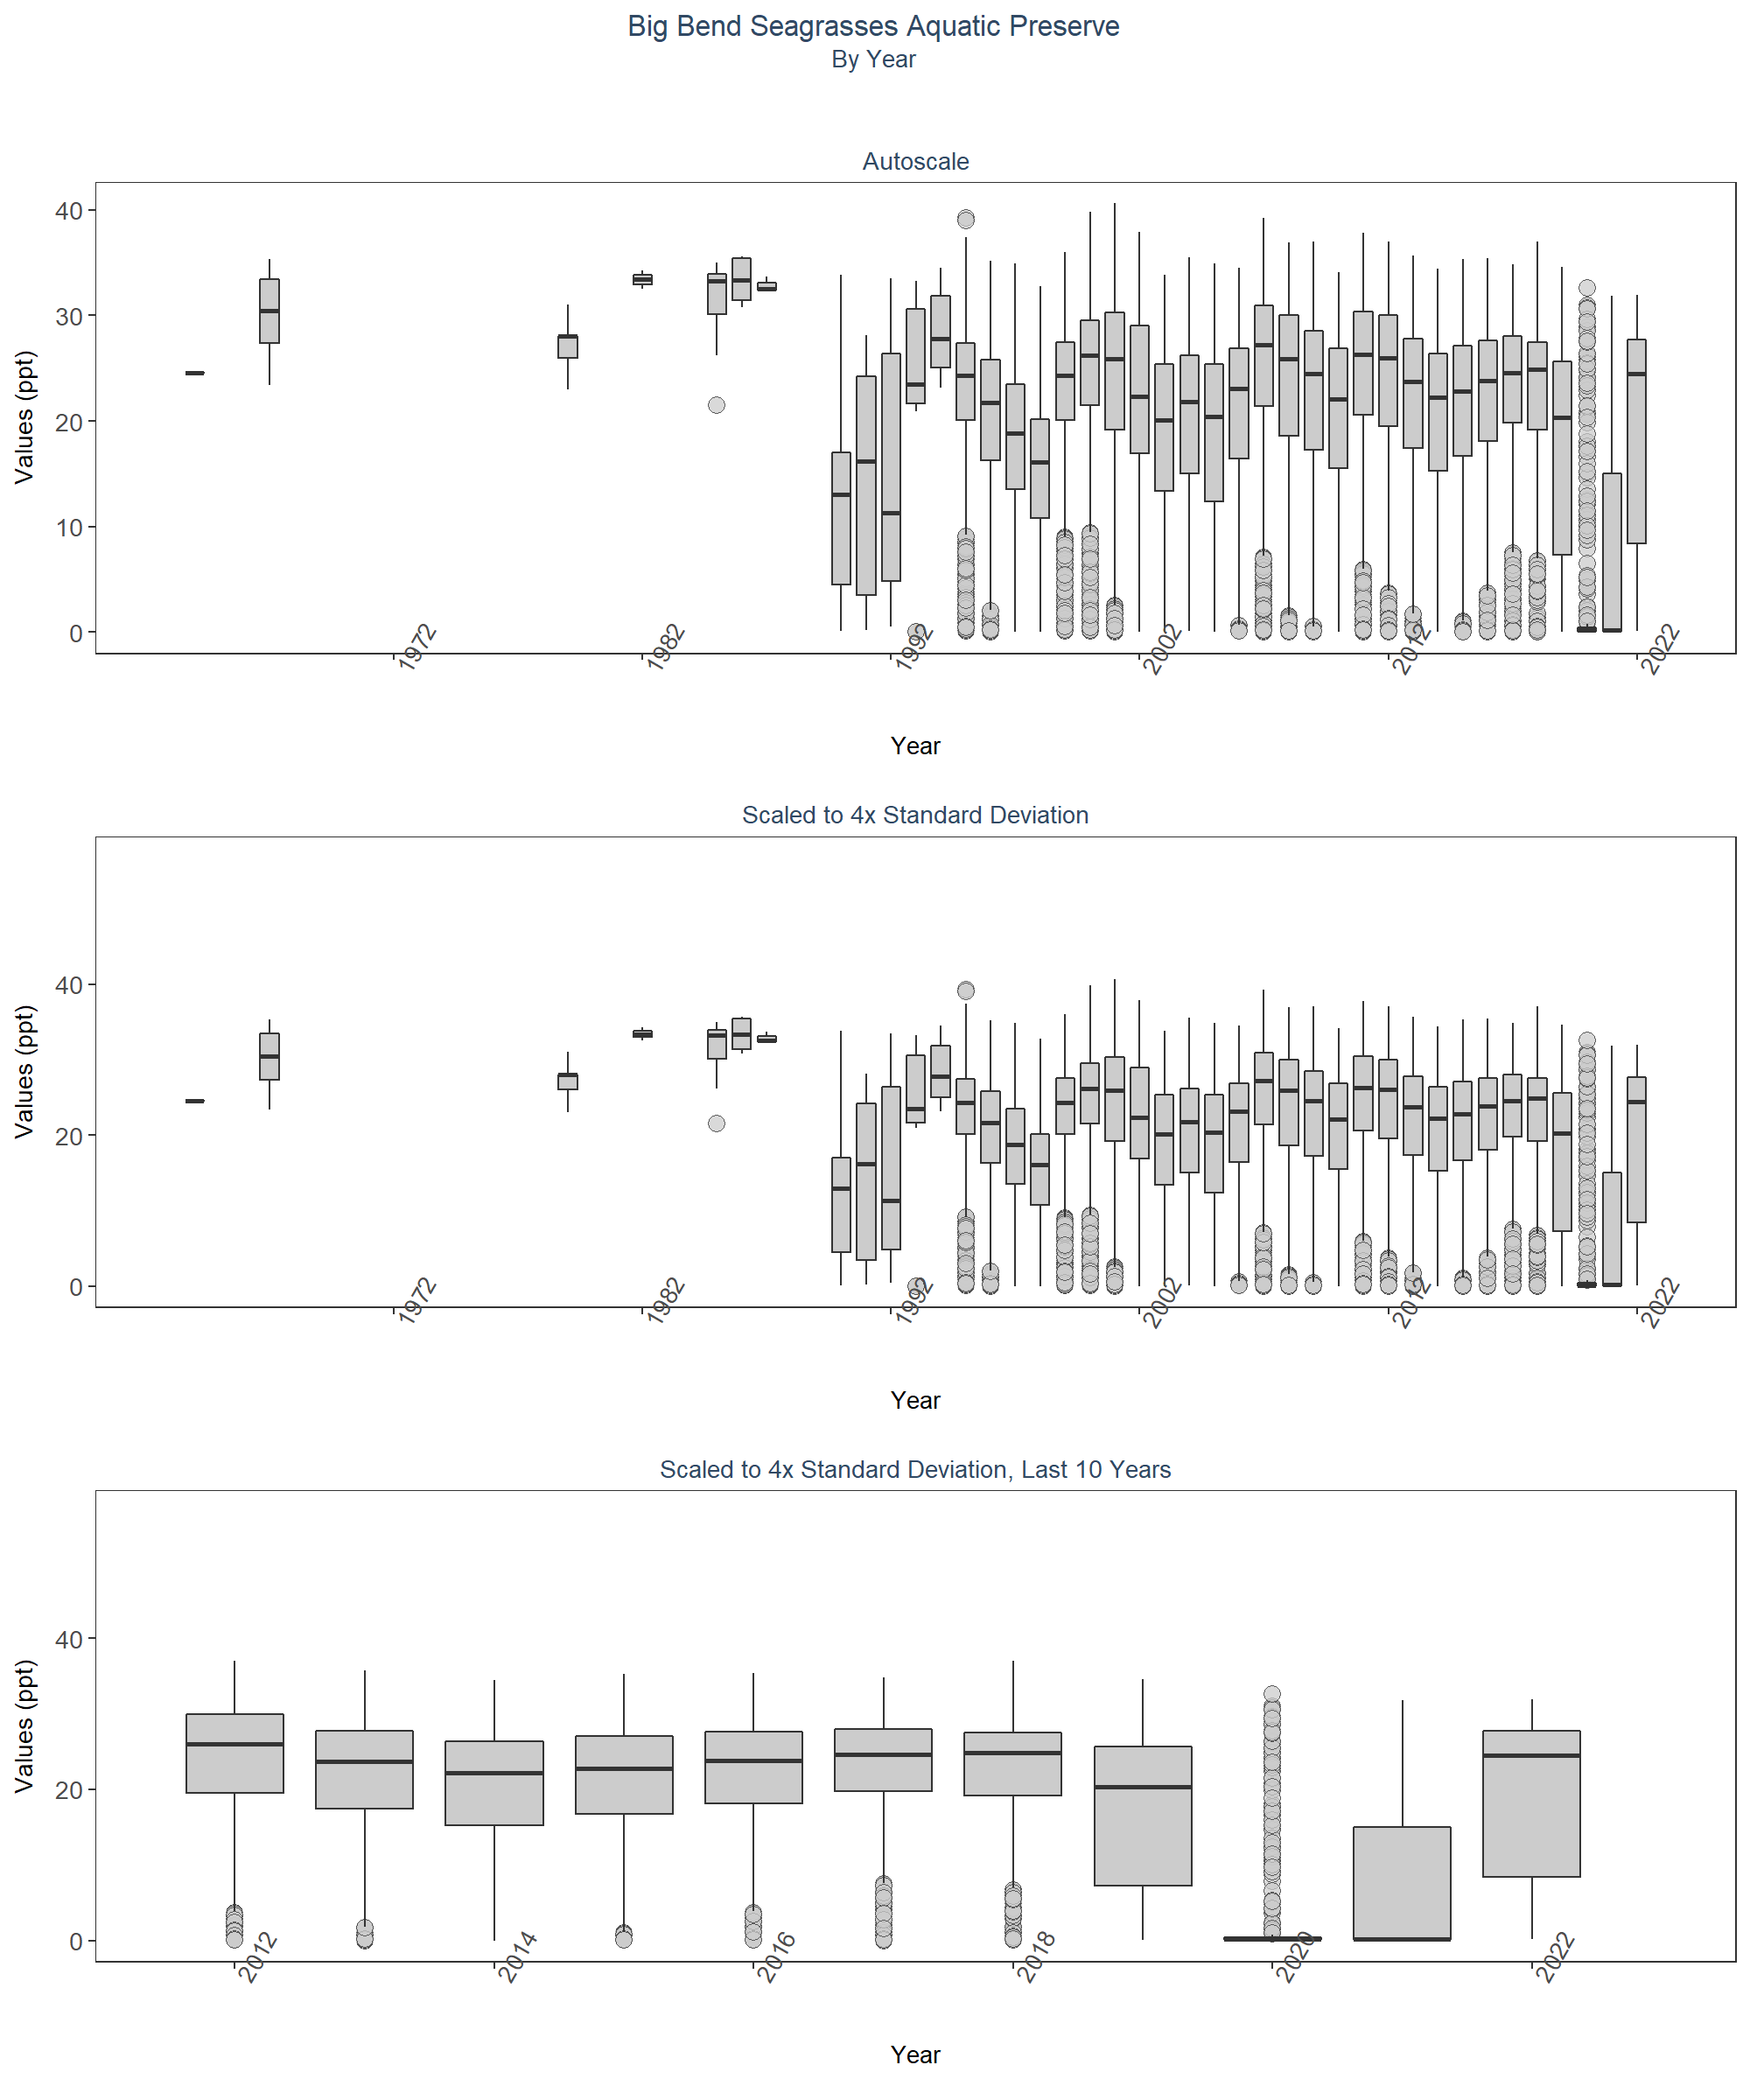 Big Bend Seagrasses Aquatic Preserve
By Year
Autoscale
Values (ppt)
40
30
20
10
0
1972
1982
1992
2002
2012
2022
Year
Scaled to 4x Standard Deviation
Values (ppt)
40
20
0
1972
1982
1992
2002
2012
2022
Year
Scaled to 4x Standard Deviation, Last 10 Years
Values (ppt)
40
20
0
2012
2014
2016
2018
2020
2022
Year